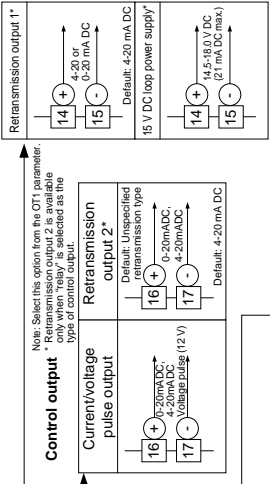 Note: Select this option from the OT1 parameter.
* Retransmission output 2 is available
only when "relay" is selected as the
type of control output.
Control output
Current/voltage
pulse output
16 +
0-20mADC,
4-20mADC
Voltage pulse (12 V)
17 -
Retransmission
output 2*
Default: Unspecified
retransmission type
16 +
0-20mADC,
4-20mADC
17 -
Default: 4-20 mA DC
Retransmission output 1*
14 +
4-20 or
0-20 mA DC
15 -
Default: 4-20 mA DC
15 V DC loop power supply*
14 +
14.5-18.0 V DC
(21 mA DC max.)
15 -